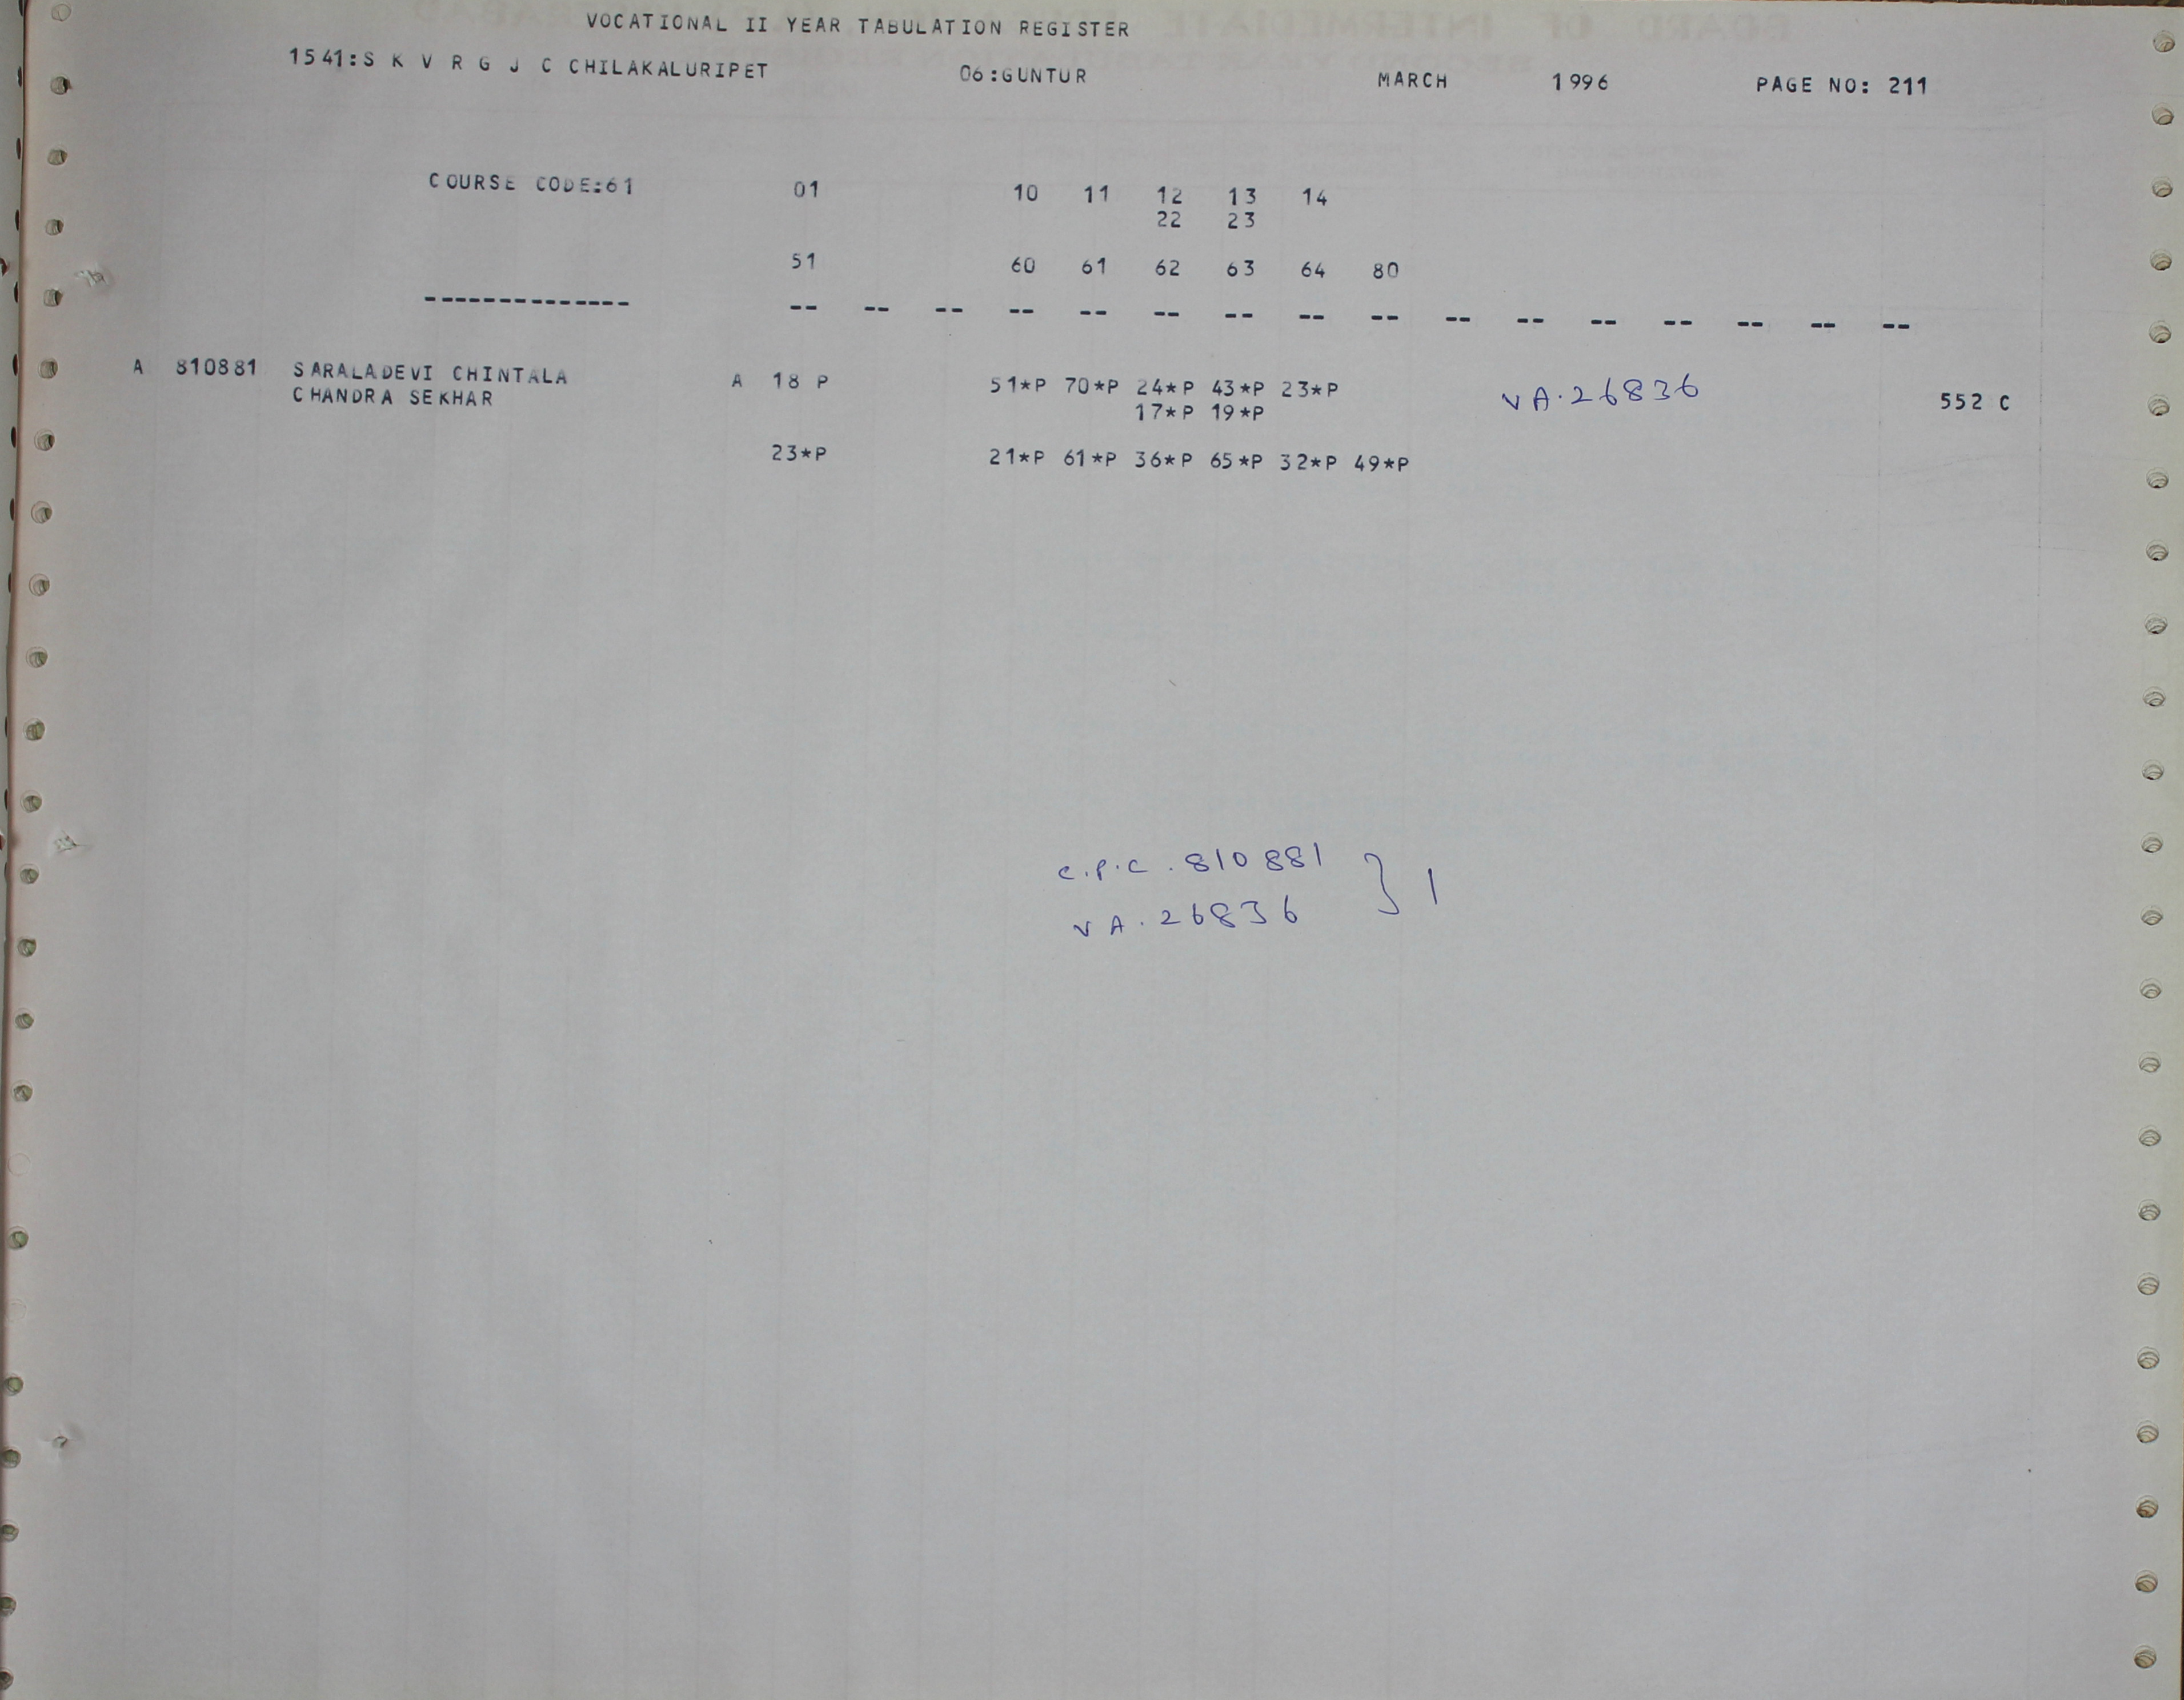 VOCATIONAL II YEAR TABULATION REGISTER
1541:S K V R G J C CHILAKALURIPET 06:GUNTUR MARCH 1996 PAGE NO: 211
COURSE CODE:61 01 10 11 12 13 14
22 23
51 60 61 62 63 64 80
-------------- -- -- -- -- -- -- -- -- -- -- -- -- -- -- -- --
A 810881 SARALADEVI CHINTALA A 18 P 51*P 70*P 24*P 43*P 23*P VA.26836 552 C
CHANDRA SEKHAR 17*P 19*P
23*P 21*P 61*P 36*P 65*P 32*P 49*P
C.P.C. 810881 } 1
VA.26836